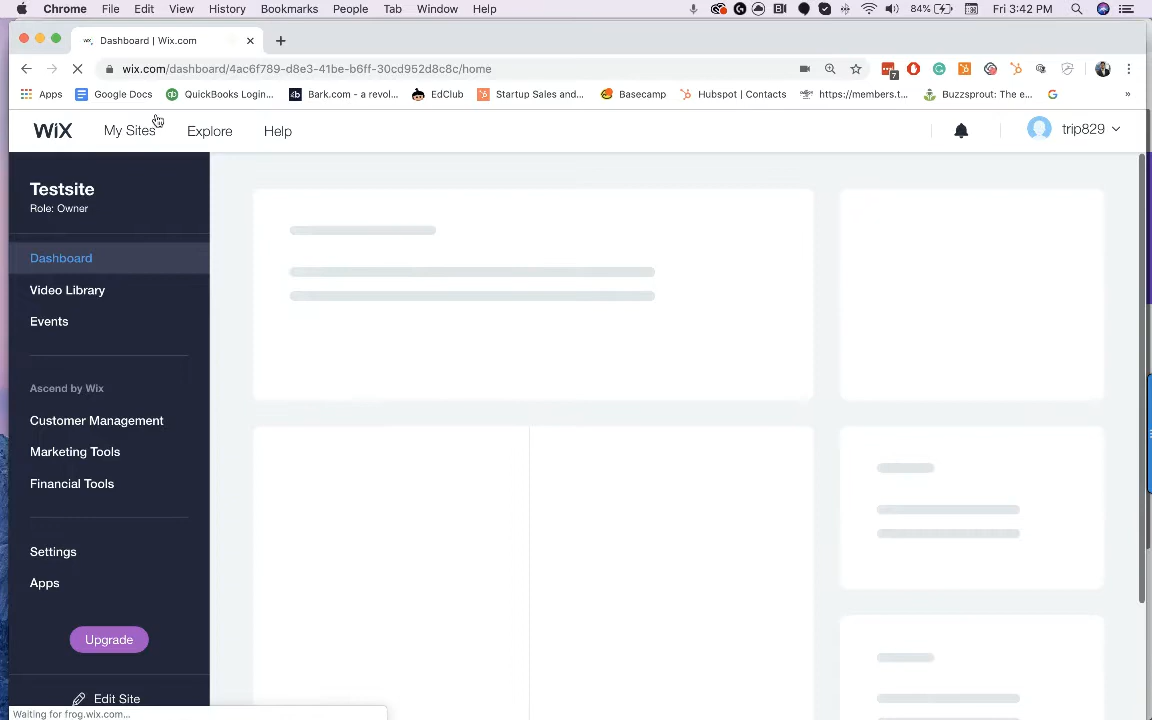 Chrome File Edit View History Bookmarks People Tab Window Help 84% Fri 3:42 PM
Dashboard | Wix.com
wix.com/dashboard/4ac6f789-d8e3-41be-b6ff-30cd952d8c8c/home
7
Apps Google Docs QuickBooks Login... Bark.com - a revol... EdClub Startup Sales and... Basecamp Hubspot | Contacts https://members.t... Buzzsprout: The e... »
WiX My Sites Explore Help trip829
Testsite
Role: Owner
Dashboard
Video Library
Events
Ascend by Wix
Customer Management
Marketing Tools
Financial Tools
Settings
Apps
Upgrade
Edit Site
Waiting for frog.wix.com...